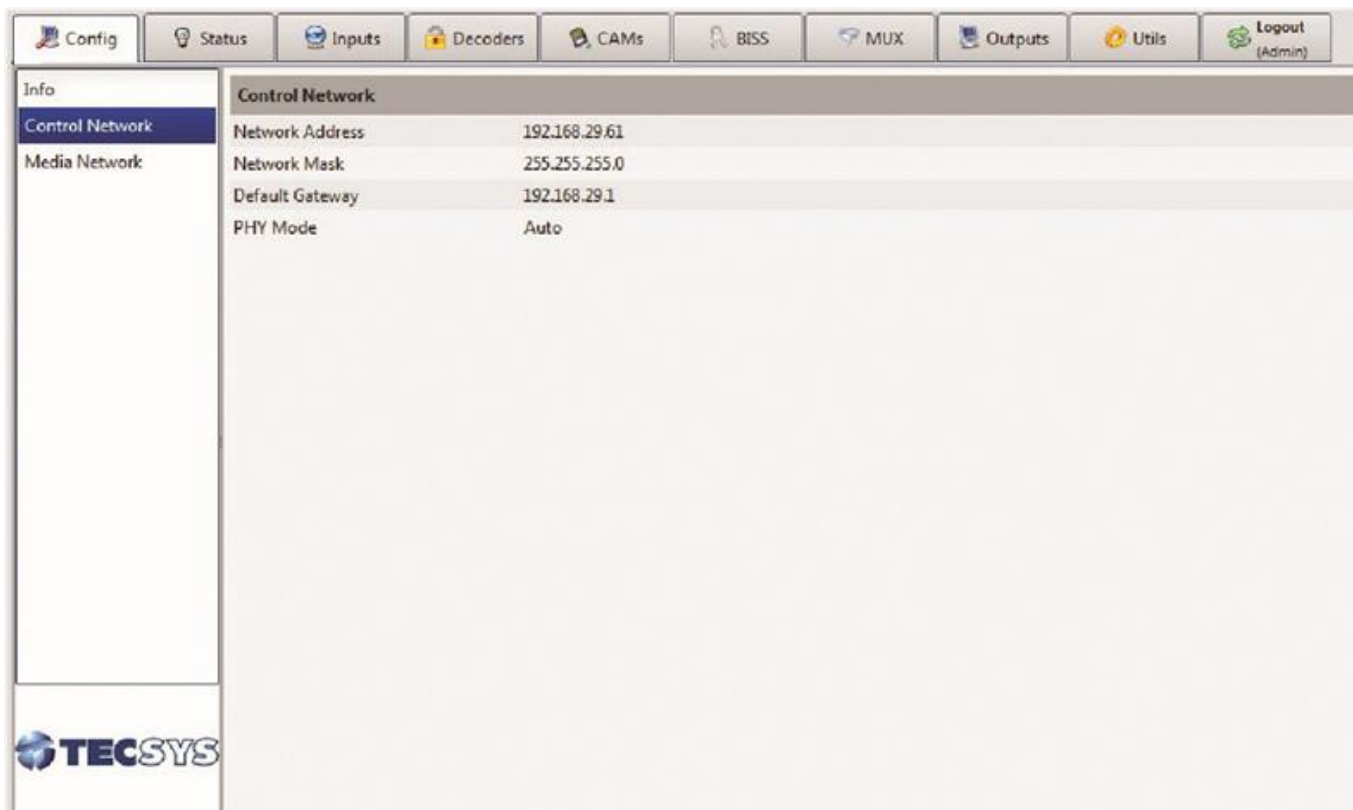 Config Status Inputs Decoders CAMs BISS MUX Outputs Utils Logout
(Admin)
Info
Control Network
Media Network
Control Network
Network Address 192.168.29.61
Network Mask 255.255.255.0
Default Gateway 192.168.29.1
PHY Mode Auto
TECSYS